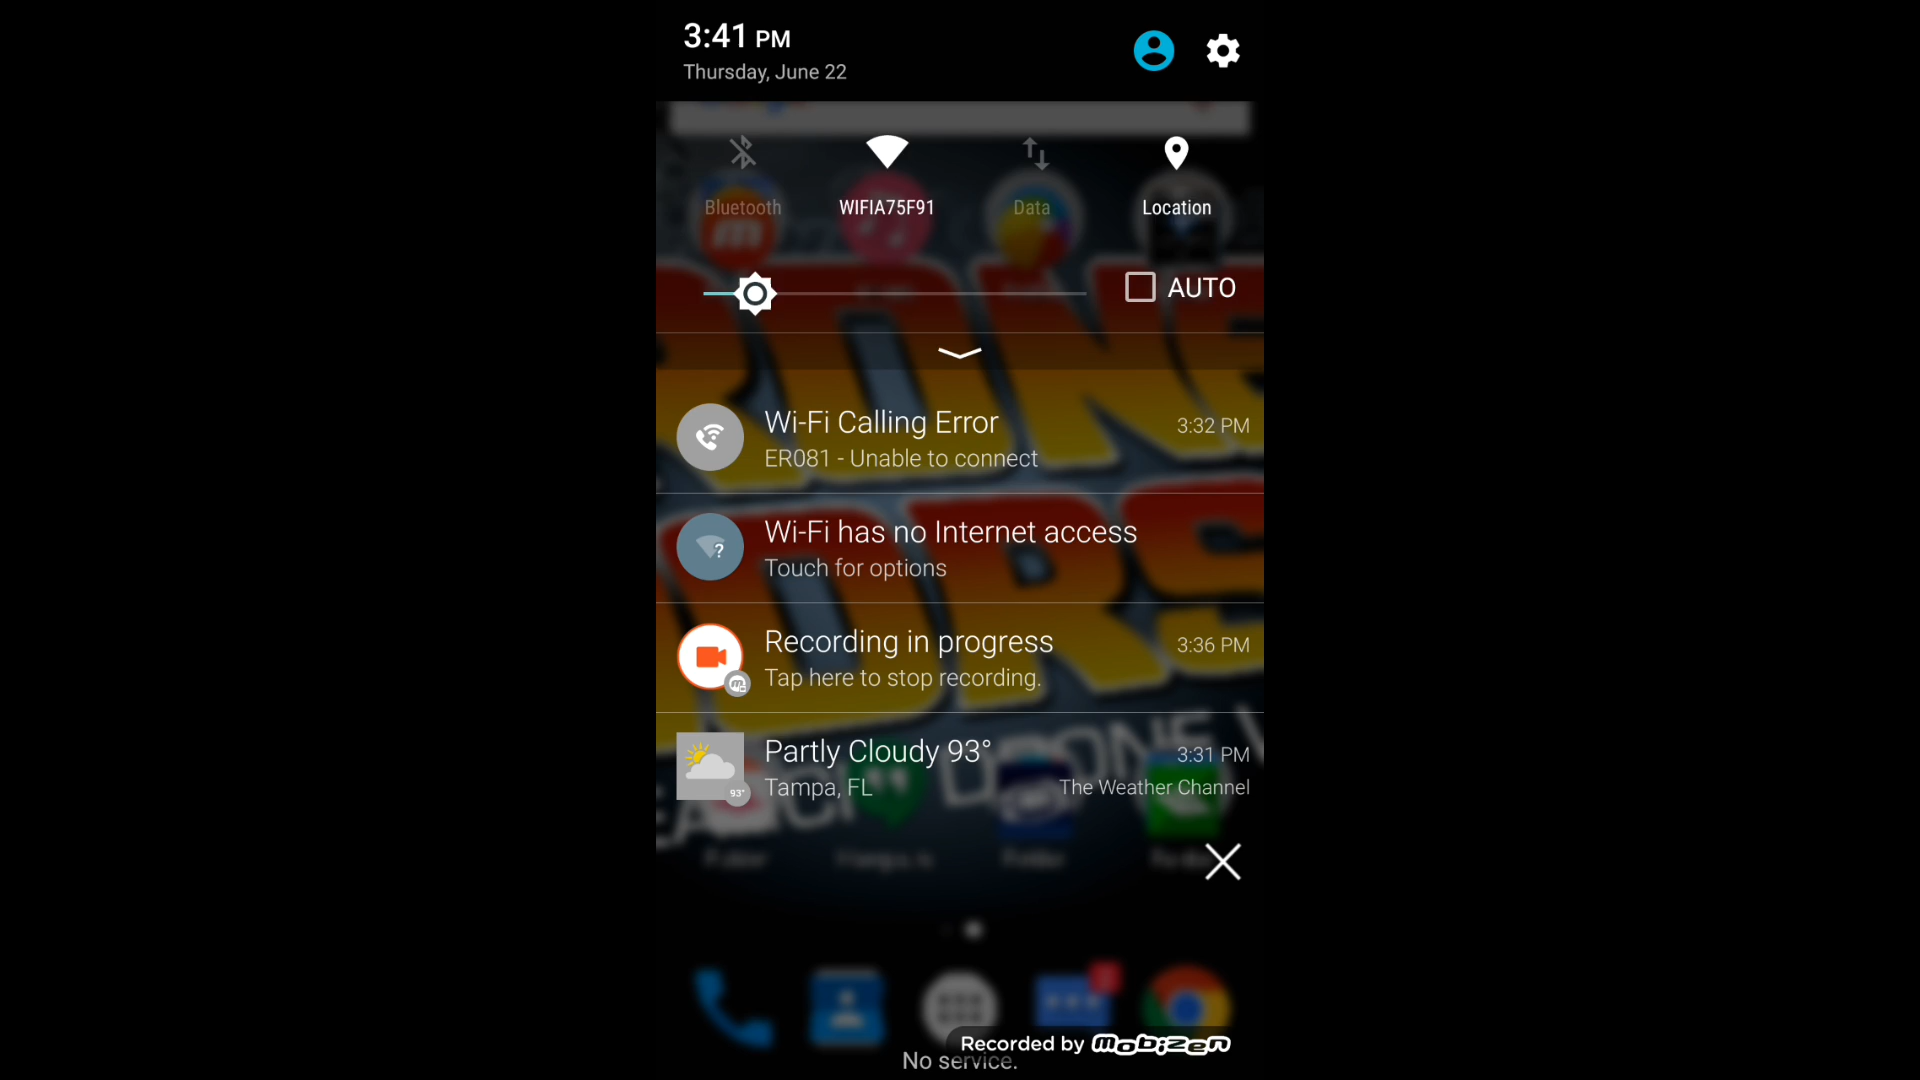 3:41 PM
Thursday, June 22
Bluetooth
WIFIA75F91
Data
Location
AUTO
Wi-Fi Calling Error
3:32 PM
ER081 - Unable to connect
Wi-Fi has no Internet access
Touch for options
Recording in progress
3:36 PM
Tap here to stop recording.
Partly Cloudy 93°
3:31 PM
93°
Tampa, FL
The Weather Channel
Recorded by mobizen
No service.